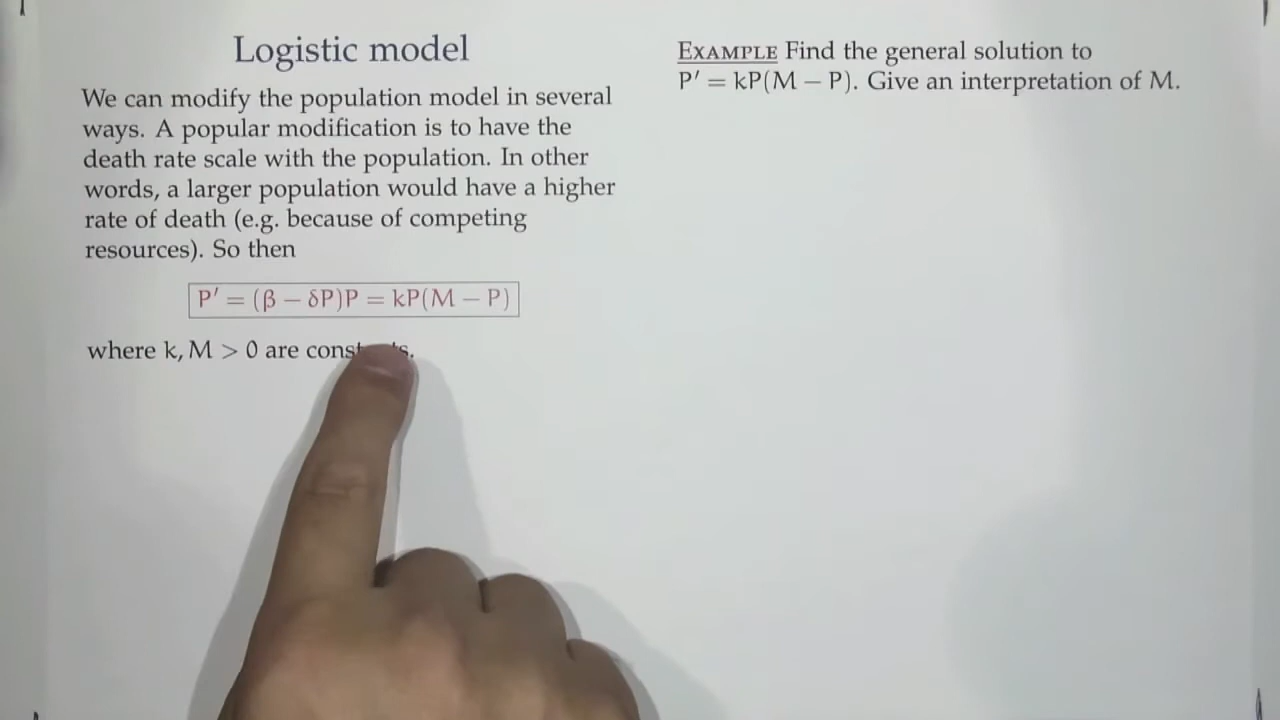 Logistic model
We can modify the population model in several
ways. A popular modification is to have the
death rate scale with the population. In other
words, a larger population would have a higher
rate of death (e.g. because of competing
resources). So then
P′ = (β − δP)P = kP(M − P)
where k, M > 0 are
EXAMPLE Find the general solution to
P′ = kP(M − P). Give an interpretation of M.